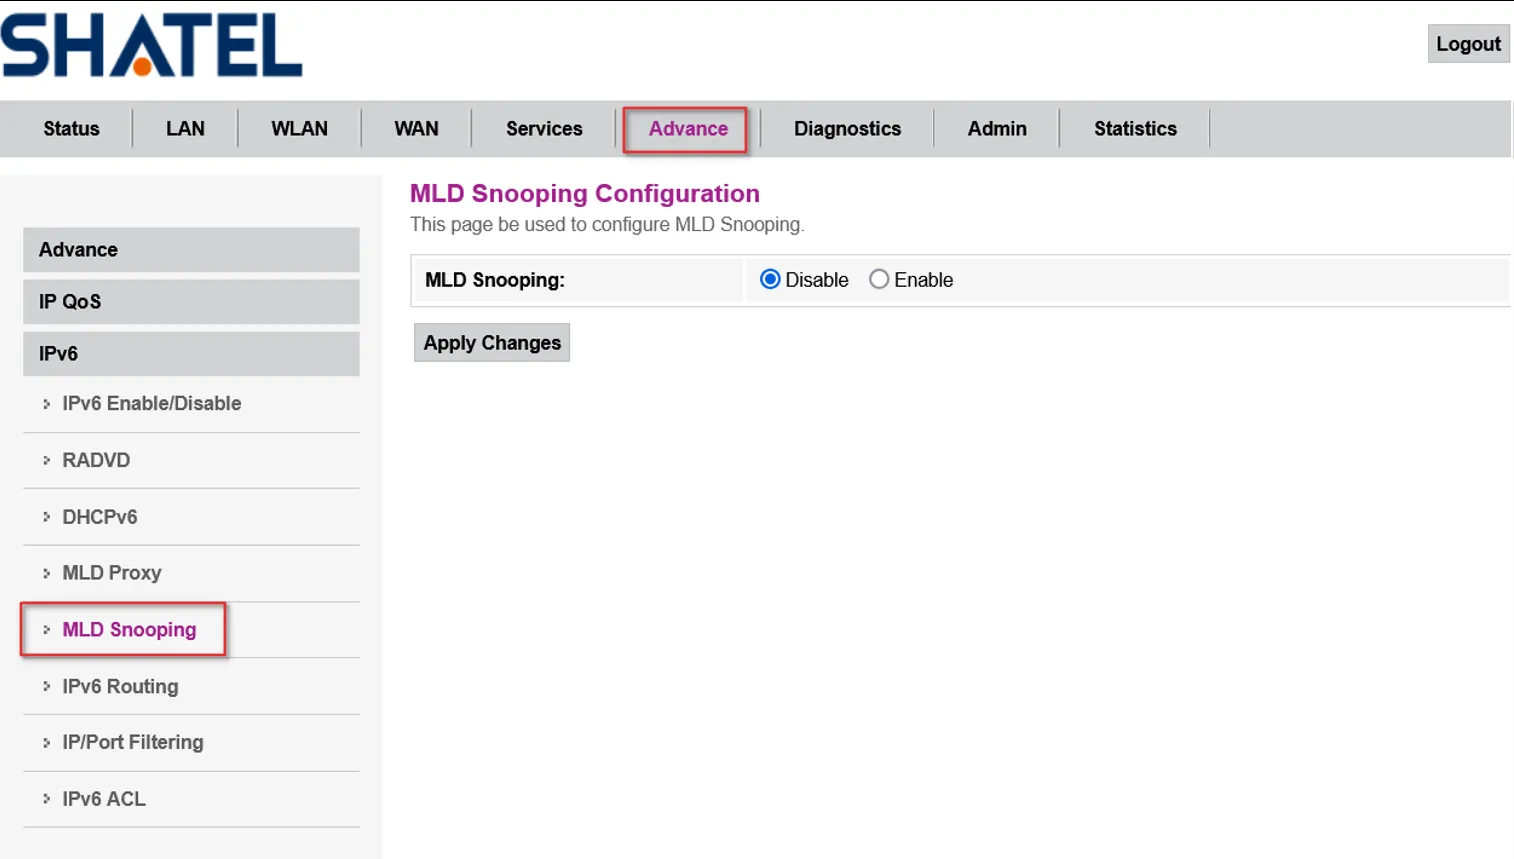 SHATEL
Logout
Status LAN WLAN WAN Services Advance Diagnostics Admin Statistics
MLD Snooping Configuration
This page be used to configure MLD Snooping.
MLD Snooping: Disable Enable
Apply Changes
Advance
IP QoS
IPv6
IPv6 Enable/Disable
RADVD
DHCPv6
MLD Proxy
MLD Snooping
IPv6 Routing
IP/Port Filtering
IPv6 ACL